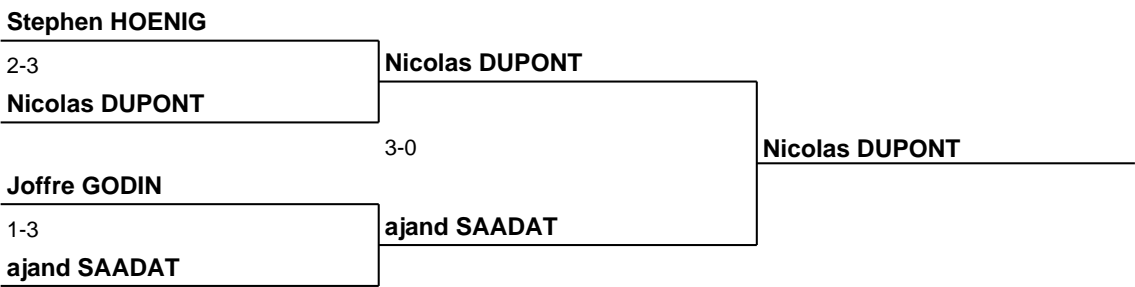 Stephen HOENIG
2-3
Nicolas DUPONT
Nicolas DUPONT
3-0
Nicolas DUPONT
Joffre GODIN
1-3
ajand SAADAT
ajand SAADAT